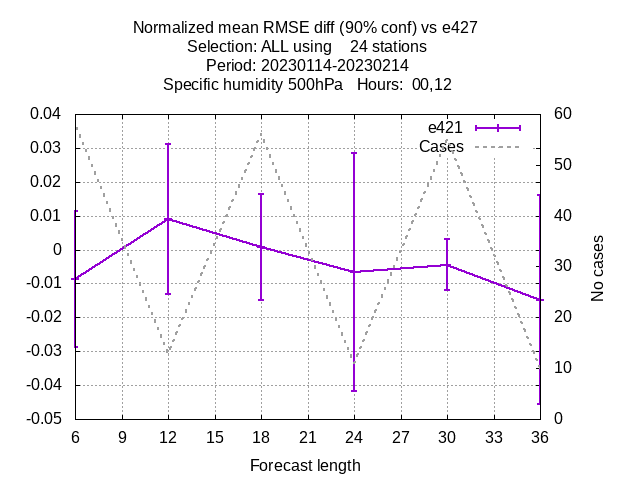 Normalized mean RMSE diff (90% conf) vs e427
Selection: ALL using    24 stations
Period: 20230114-20230214
Specific humidity 500hPa   Hours:  00,12
0.04
0.03
0.02
0.01
0
-0.01
-0.02
-0.03
-0.04
-0.05
e421
Cases
60
50
40
30
20
10
0
No cases
6 9 12 15 18 21 24 27 30 33 36
Forecast length